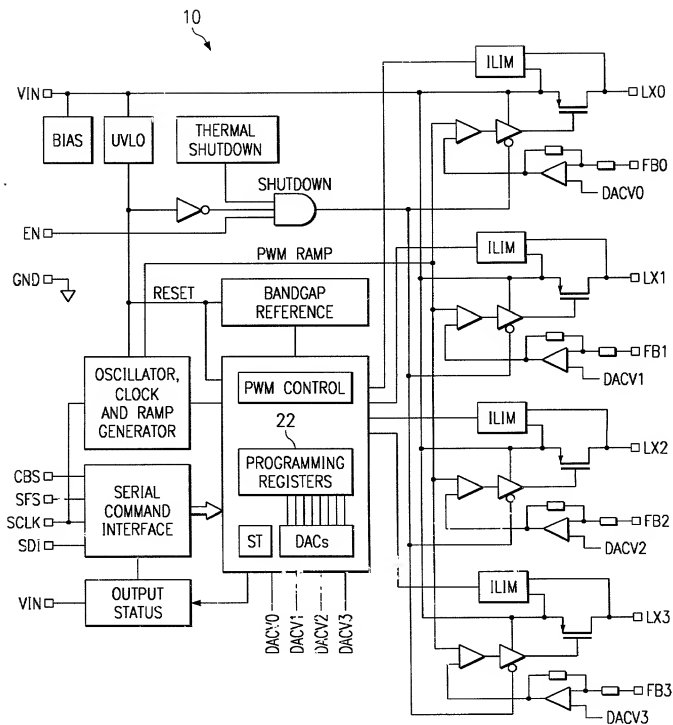 10
ILIM
VIN
LX0
BIAS
UVLO
THERMAL
SHUTDOWN
FB0
DACV0
SHUTDOWN
EN
ILIM
PWM RAMP
GND
LX1
RESET
BANDGAP
REFERENCE
FB1
OSCILLATOR,
CLOCK
AND RAMP
GENERATOR
PWM CONTROL
DACV1
22
ILIM
LX2
PROGRAMMING
REGISTERS
CBS
SFS
SCLK
SDI
SERIAL
COMMAND
INTERFACE
FB2
ST
DACs
DACV2
ILIM
VIN
OUTPUT
STATUS
LX3
DACV0
DACV1
DACV2
DACV3
FB3
DACV3